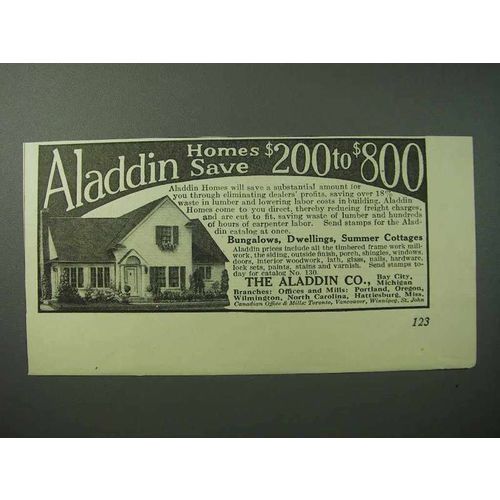 Aladdin Homes Save $200 to $800
Aladdin Homes will save a substantial amount for
you through eliminating dealers' profits, saving over 18%
waste in lumber and lowering labor costs in building. Aladdin
Homes come to you direct, thereby reducing freight charges,
and are cut to fit, saving waste of lumber and hundreds
of hours of carpenter labor. Send stamps for the Alad-
din catalog at once.
Bungalows, Dwellings, Summer Cottages
Aladdin prices include all the timbered frame work mill-
work, the siding, outside finish, porch, shingles, windows,
doors, interior woodwork, lath, glass, nails, hardware,
lock sets, paints, stains and varnish. Send stamps to-
day for catalog No. 130.
THE ALADDIN CO., Bay City, Michigan
Branches: Offices and Mills: Portland, Oregon,
Wilmington, North Carolina, Hattiesburg, Miss.
Canadian Office & Mills: Toronto, Vancouver, Winnipeg, St. John
123